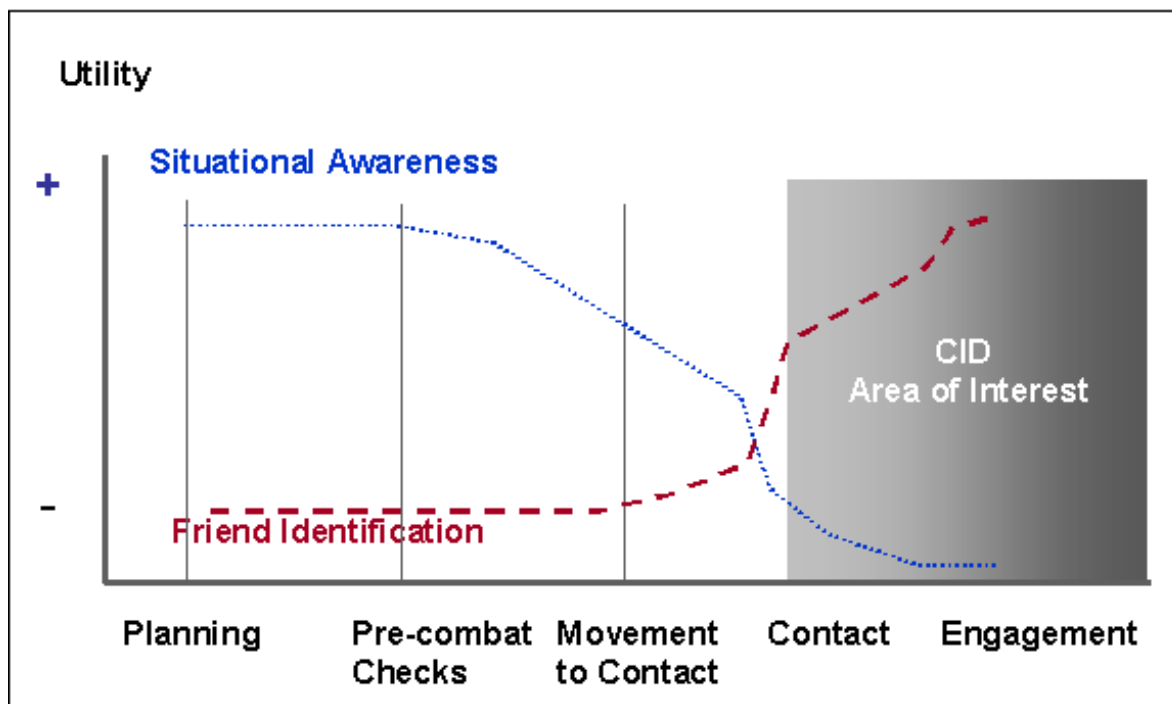 Utility
Situational Awareness
+
CID
Area of Interest
-
Friend Identification
Planning
Pre-combat
Checks
Movement
to Contact
Contact
Engagement